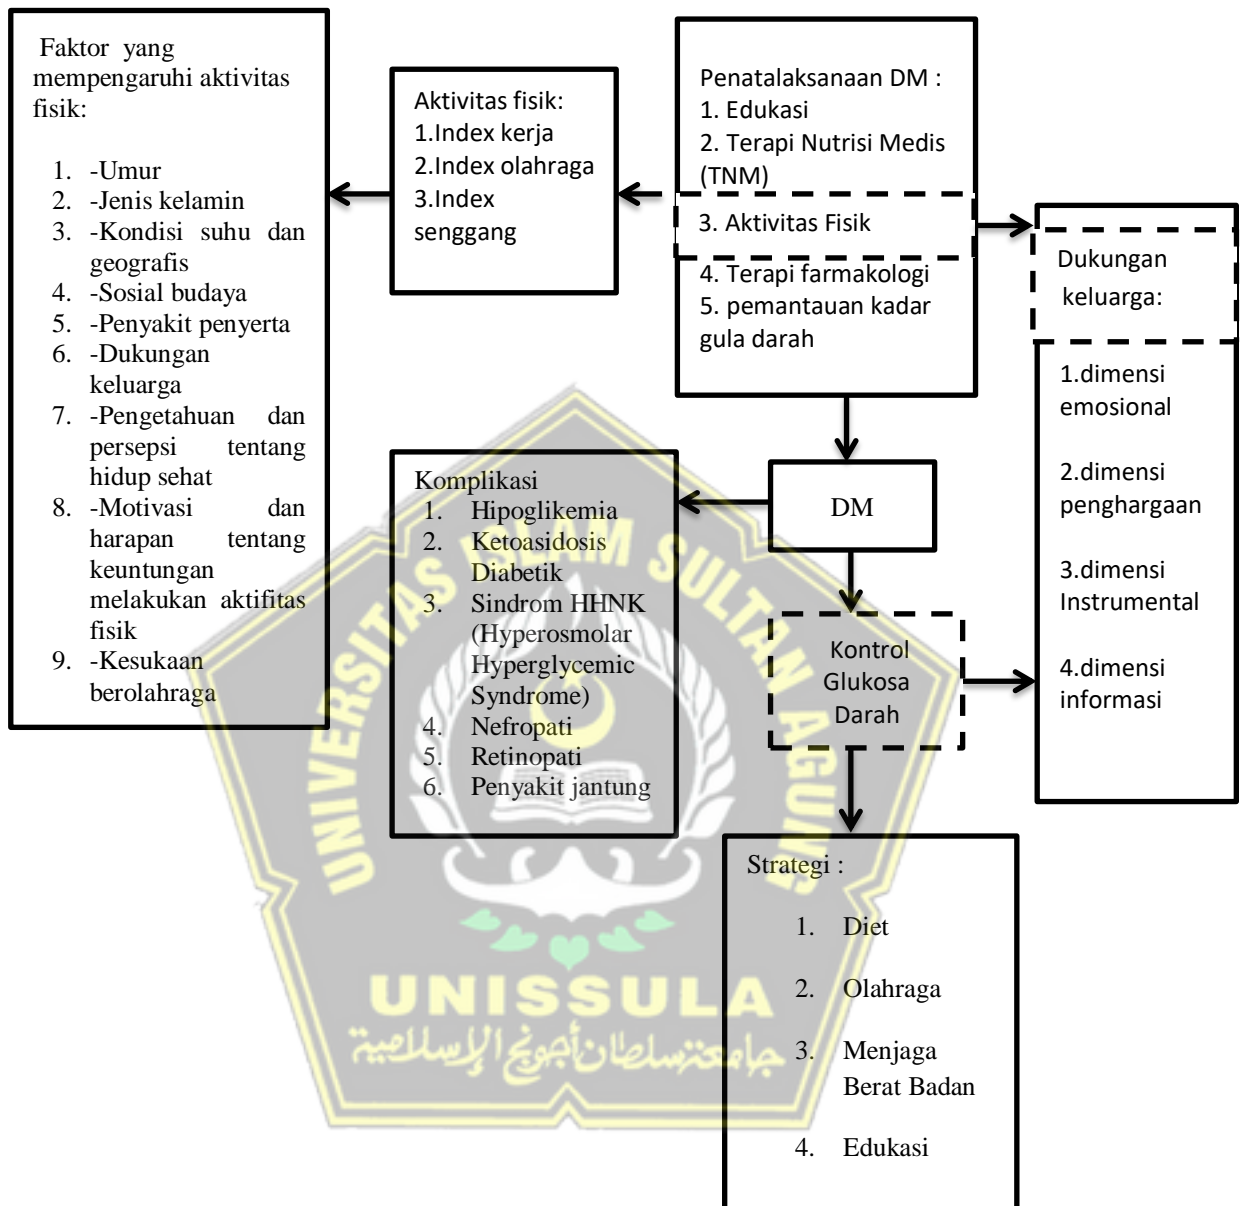 Faktor yang
mempengaruhi aktivitas
fisik:
1. -Umur
2. -Jenis kelamin
3. -Kondisi suhu dan
geografis
4. -Sosial budaya
5. -Penyakit penyerta
6. -Dukungan
keluarga
7. -Pengetahuan dan
persepsi tentang
hidup sehat
8. -Motivasi dan
harapan tentang
keuntungan
melakukan aktifitas
fisik
9. -Kesukaan
berolahraga
Aktivitas fisik:
1.Index kerja
2.Index olahraga
3.Index
senggang
Penatalaksanaan DM :
1. Edukasi
2. Terapi Nutrisi Medis
(TNM)
3. Aktivitas Fisik
4. Terapi farmakologi
5. pemantauan kadar
gula darah
Dukungan
keluarga:
1.dimensi
emosional
2.dimensi
penghargaan
3.dimensi
Instrumental
4.dimensi
informasi
Komplikasi
1. Hipoglikemia
2. Ketoasidosis
Diabetik
3. Sindrom HHNK
(Hyperosmolar
Hyperglycemic
Syndrome)
4. Nefropati
5. Retinopati
6. Penyakit jantung
DM
Kontrol
Glukosa
Darah
Strategi :
1. Diet
2. Olahraga
3. Menjaga
Berat Badan
4. Edukasi
UNIVERSITAS ISLAM SULTAN AGUNG
UNISSULA
جامعتنسلطان أجونج الإسلامية